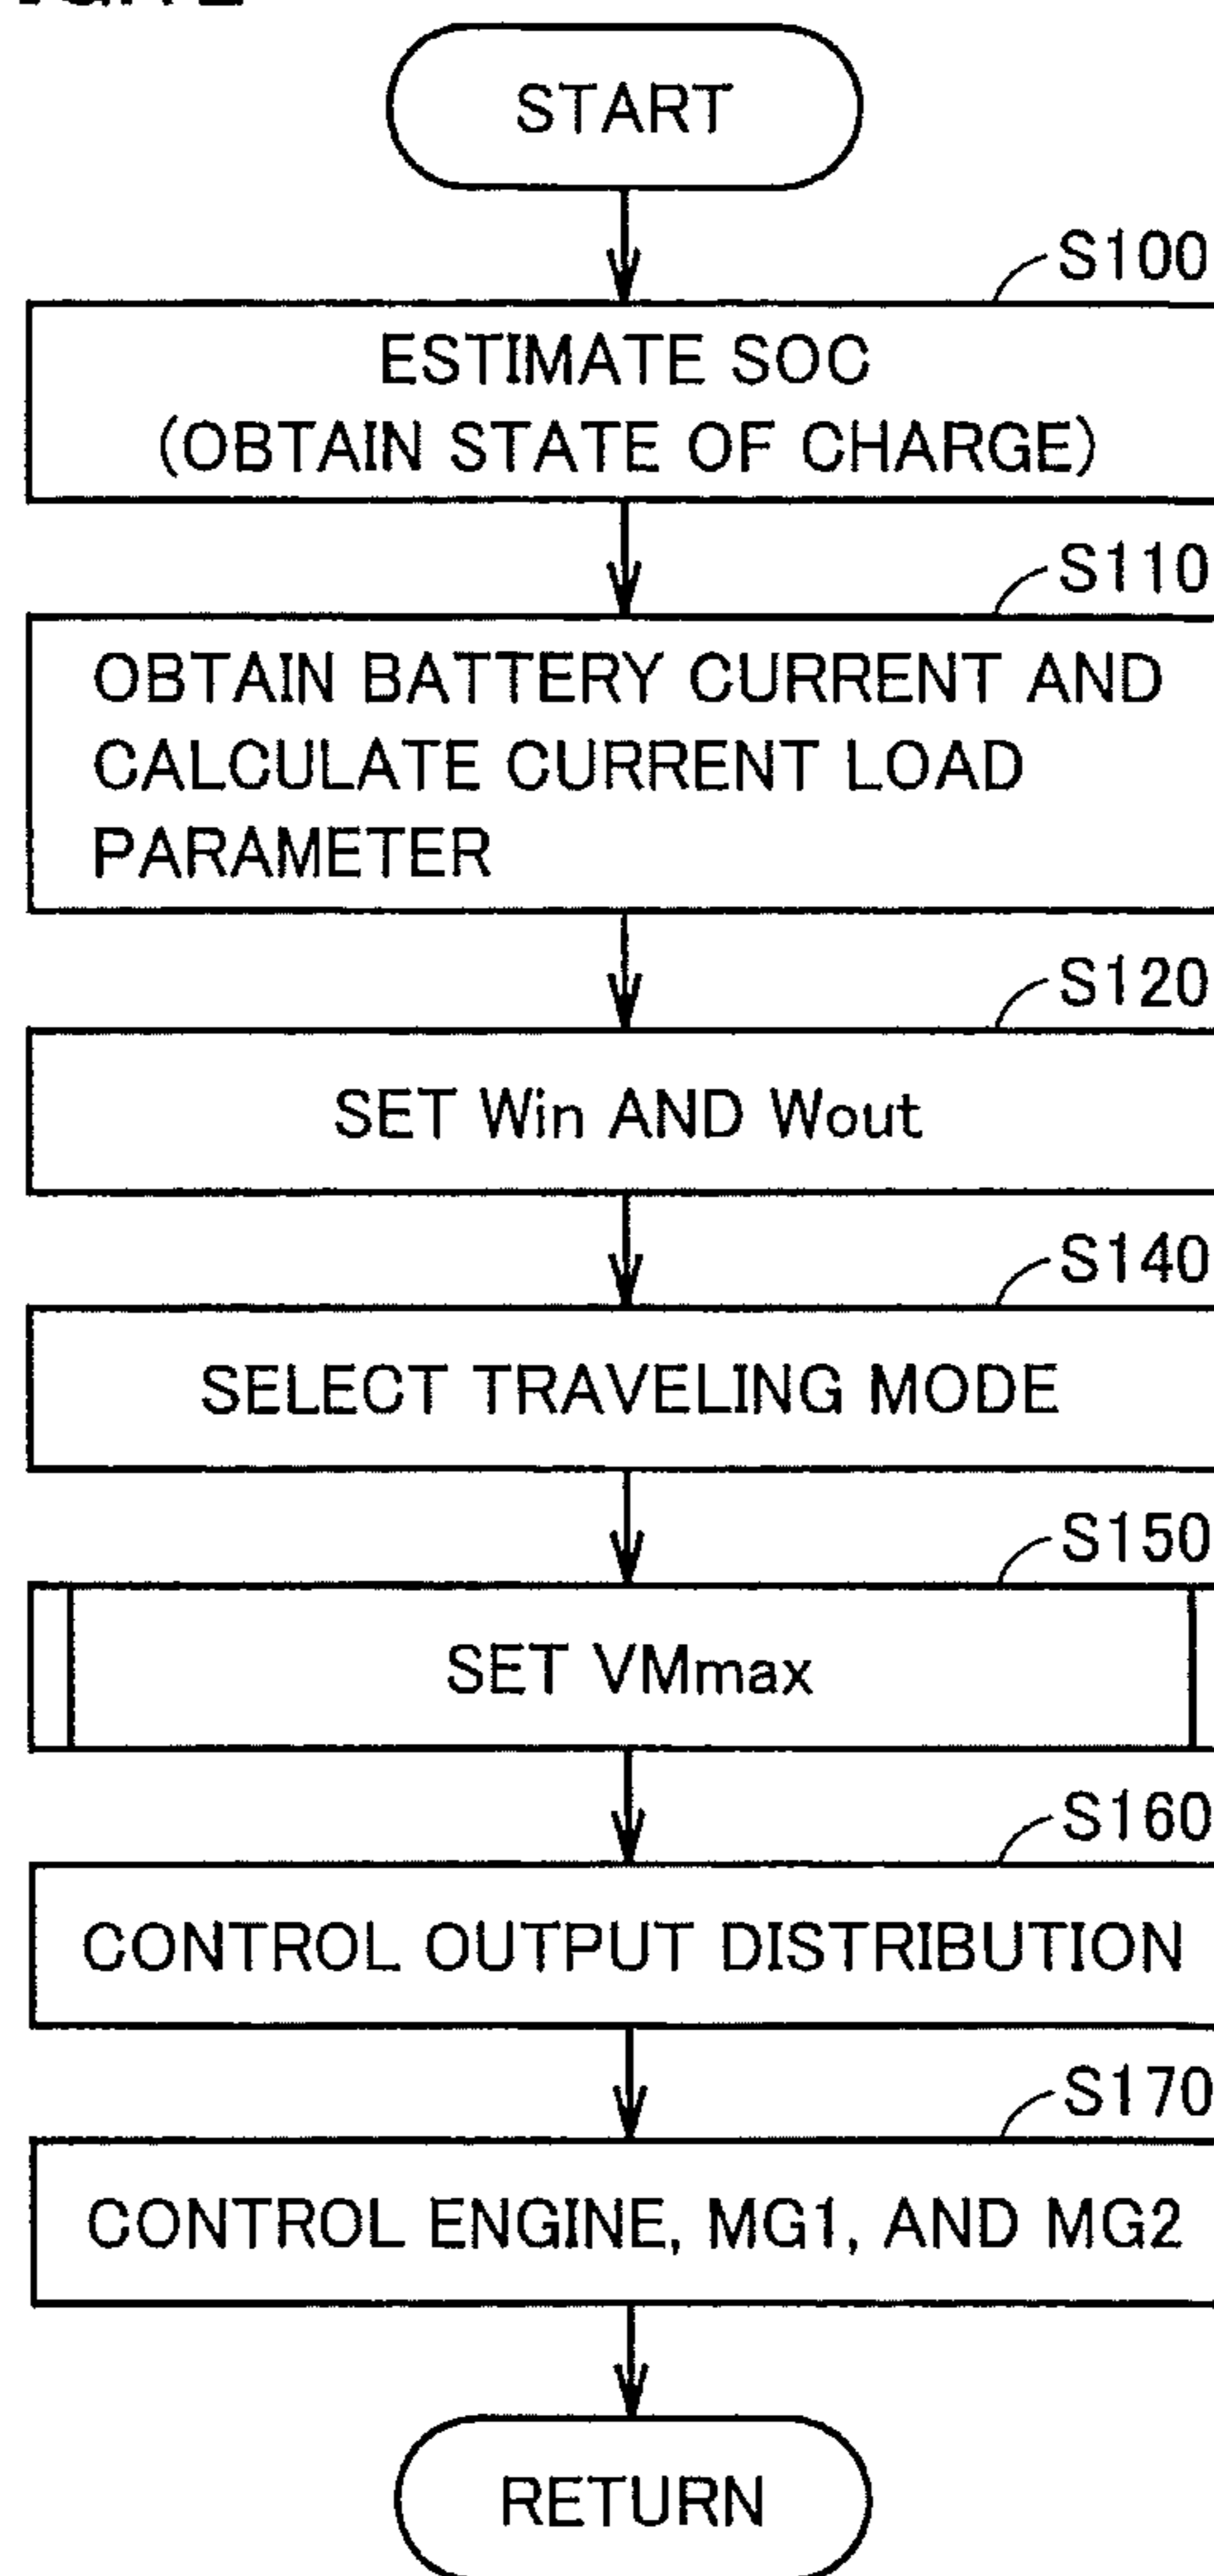 START
S100
ESTIMATE SOC
(OBTAIN STATE OF CHARGE)
S110
OBTAIN BATTERY CURRENT AND
CALCULATE CURRENT LOAD
PARAMETER
S120
SET Win AND Wout
S140
SELECT TRAVELING MODE
S150
SET VMmax
S160
CONTROL OUTPUT DISTRIBUTION
S170
CONTROL ENGINE, MG1, AND MG2
RETURN